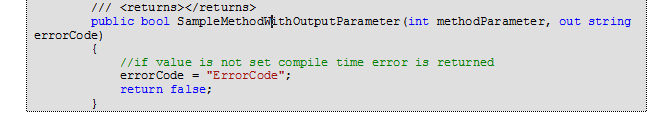 /// <returns></returns>
public bool SampleMethodWithOutputParameter(int methodParameter, out string
errorCode)
{
//if value is not set compile time error is returned
errorCode = "ErrorCode";
return false;
}